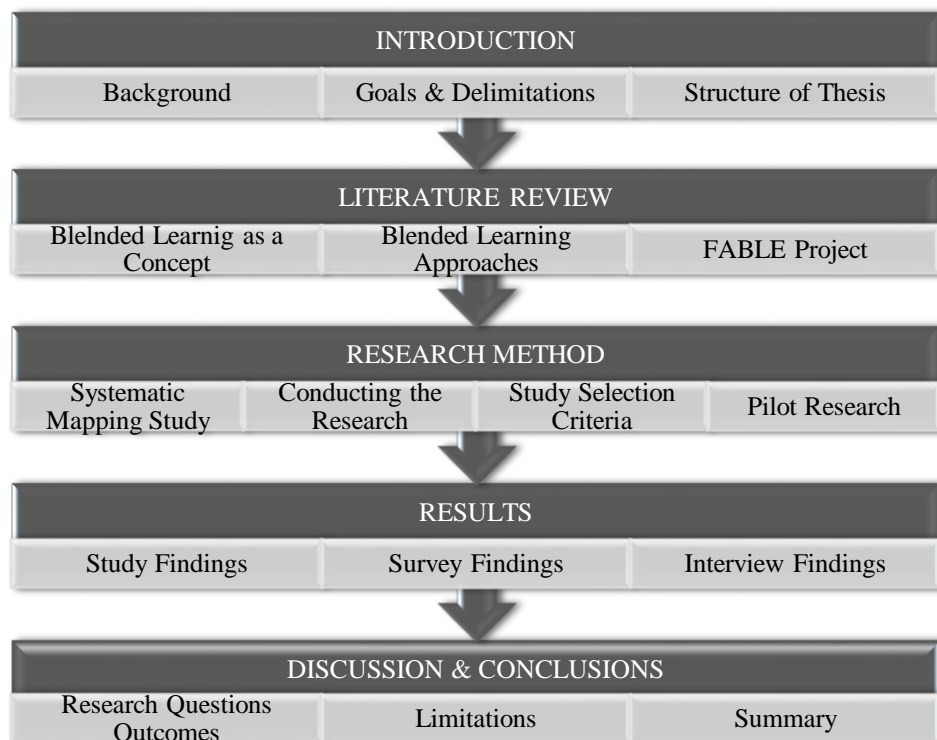 INTRODUCTION
Background
Goals & Delimitations
Structure of Thesis
LITERATURE REVIEW
Blelnded Learnig as a
Concept
Blended Learning
Approaches
FABLE Project
RESEARCH METHOD
Systematic
Mapping Study
Conducting the
Research
Study Selection
Criteria
Pilot Research
RESULTS
Study Findings
Survey Findings
Interview Findings
DISCUSSION & CONCLUSIONS
Research Questions
Outcomes
Limitations
Summary